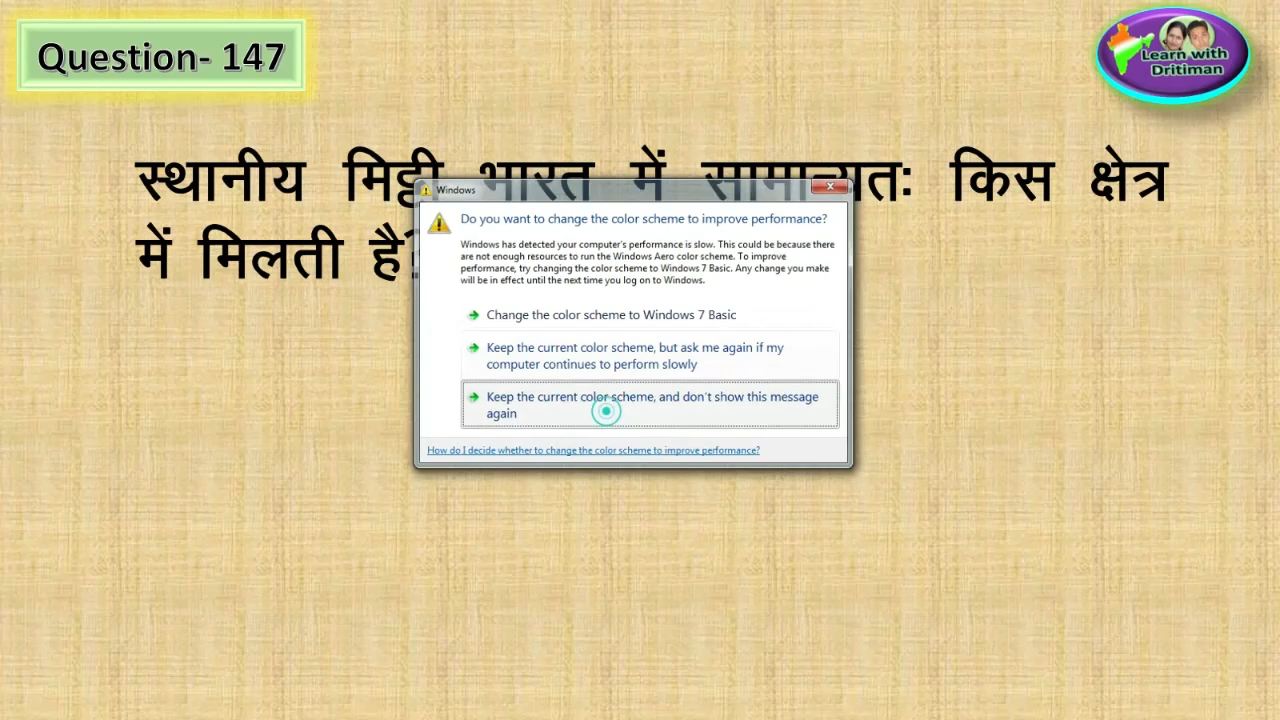 Question- 147
Learn with
Dritiman
स्थानीय मिट्टी भारत में सामान्यतः किस क्षेत्र
में मिलती है?
Windows
Do you want to change the color scheme to improve performance?
Windows has detected your computer's performance is slow. This could be because there
are not enough resources to run the Windows Aero color scheme. To improve
performance, try changing the color scheme to Windows 7 Basic. Any change you make
will be in effect until the next time you log on to Windows.
Change the color scheme to Windows 7 Basic
Keep the current color scheme, but ask me again if my
computer continues to perform slowly
Keep the current color scheme, and don't show this message
again
How do I decide whether to change the color scheme to improve performance?